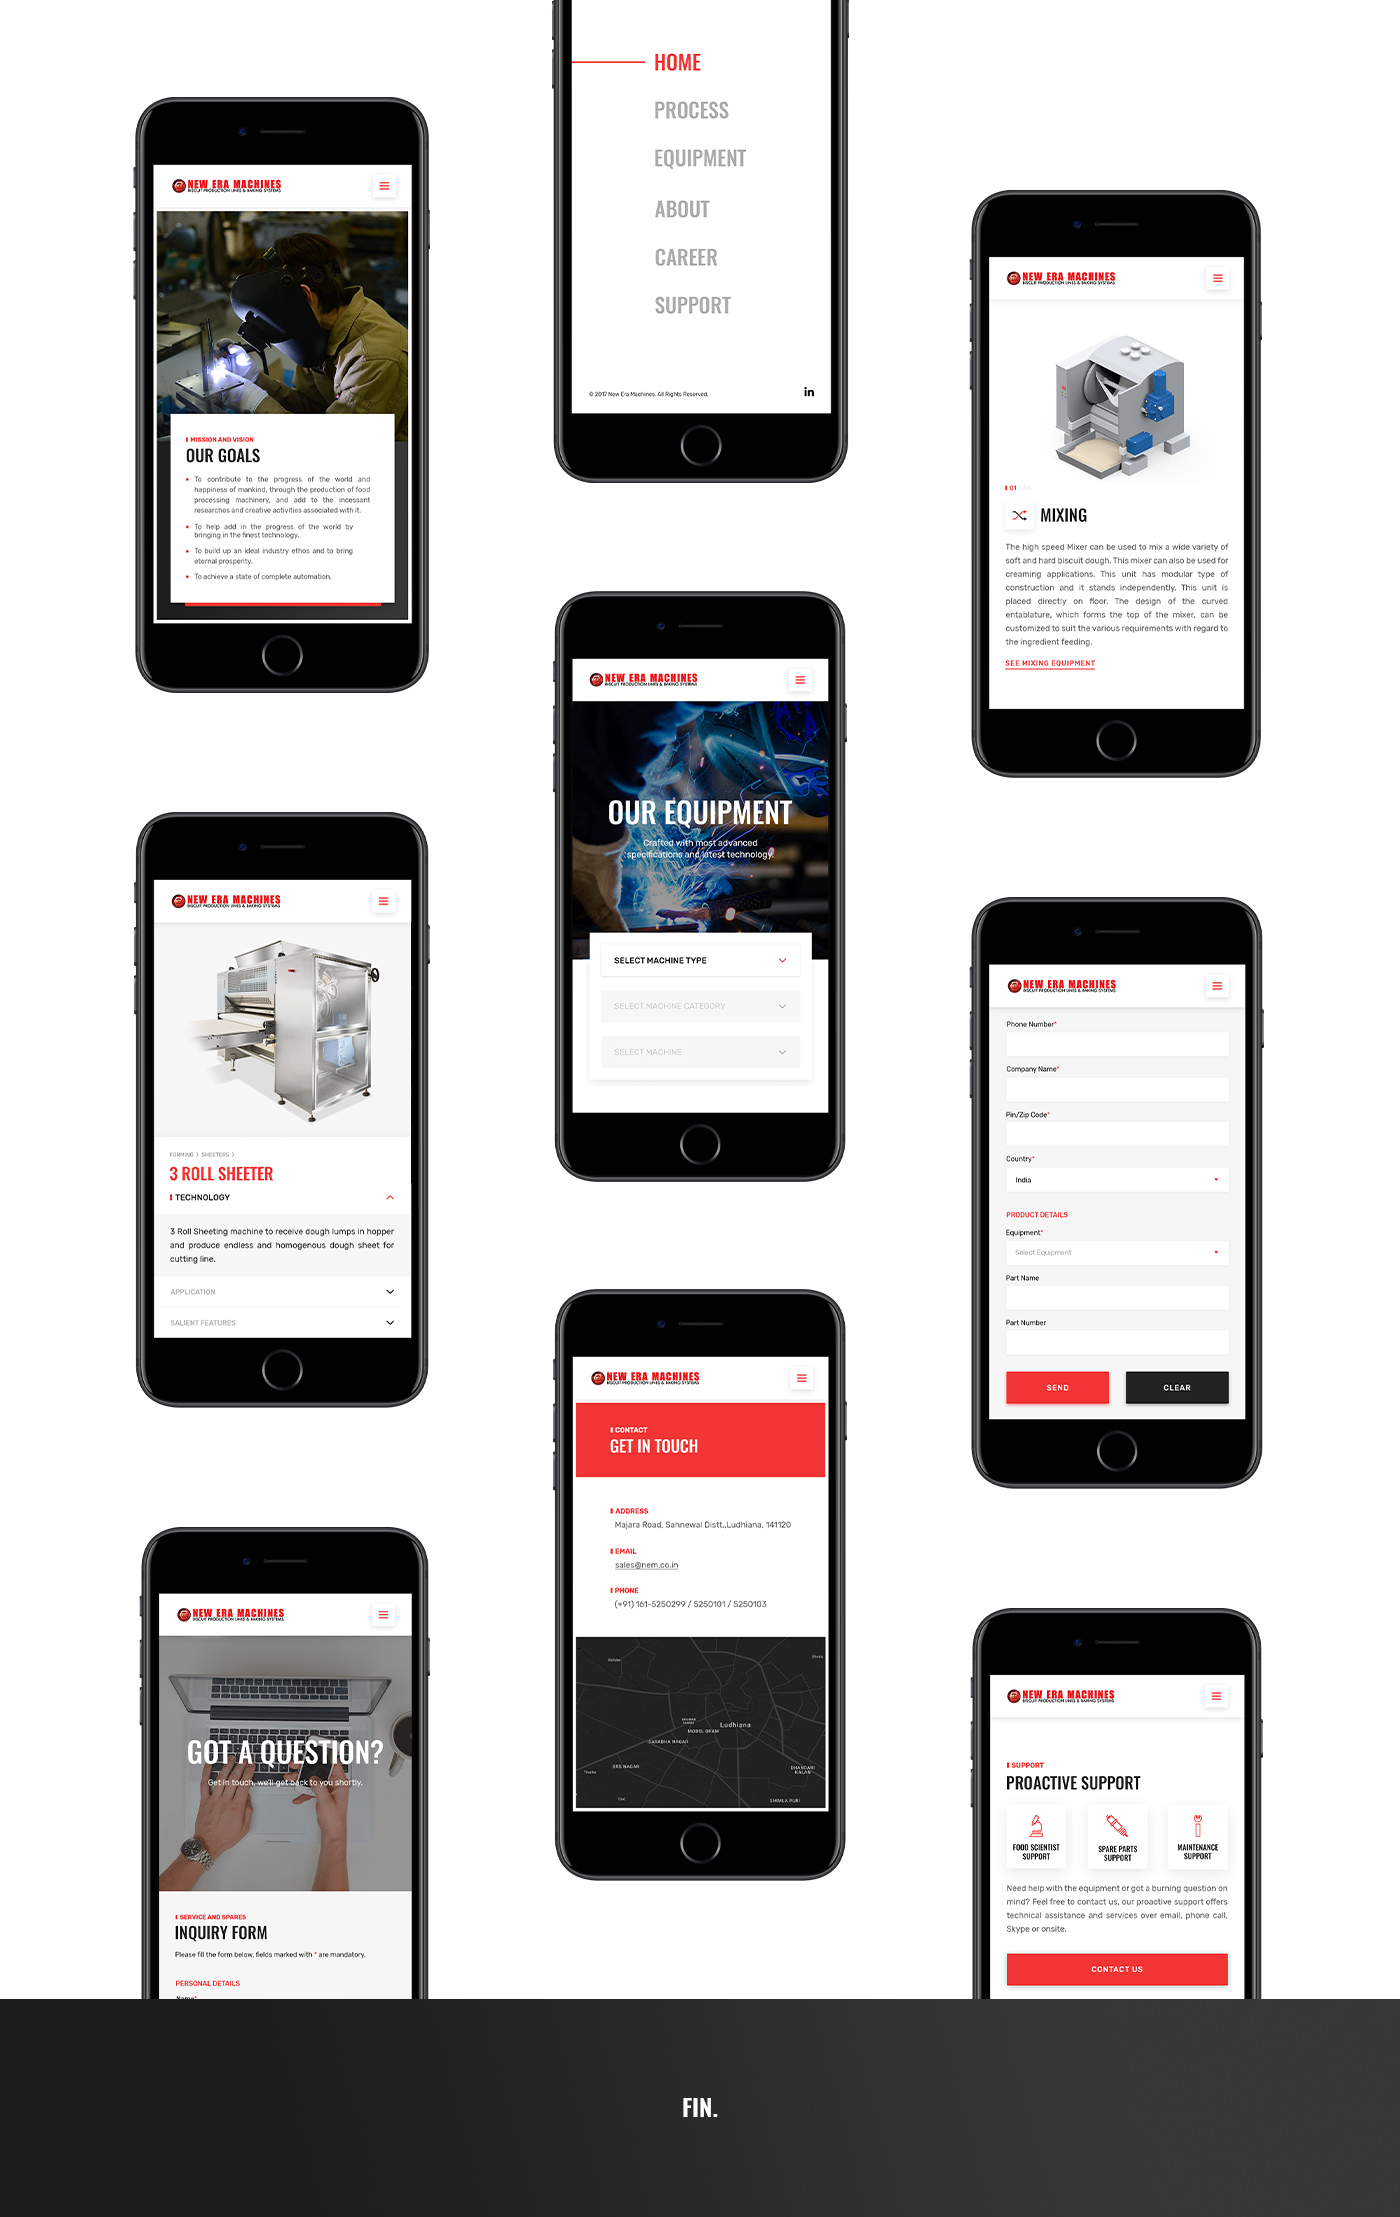 HOME
PROCESS
EQUIPMENT
ABOUT
CAREER
SUPPORT
© 2017 New Era Machines. All Rights Reserved.
in
NEW ERA MACHINES
BISCUIT PRODUCTION LINES & BAKING SYSTEMS
MISSION AND VISION
OUR GOALS
To contribute to the progress of the world and
happiness of mankind, through the production of food
processing machinery, and add to the incessant
researches and creative activities associated with it.
To help add in the progress of the world by
bringing in the finest technology.
To build up an ideal industry ethos and to bring
eternal prosperity.
To achieve a state of complete automation.
NEW ERA MACHINES
BISCUIT PRODUCTION LINES & BAKING SYSTEMS
01
MIXING
The high speed Mixer can be used to mix a wide variety of
soft and hard biscuit dough. This mixer can also be used for
creaming applications. This unit has modular type of
construction and it stands independently. This unit is
placed directly on floor. The design of the curved
entablature, which forms the top of the mixer, can be
customized to suit the various requirements with regard to
the ingredient feeding.
SEE MIXING EQUIPMENT
NEW ERA MACHINES
BISCUIT PRODUCTION LINES & BAKING SYSTEMS
OUR EQUIPMENT
Crafted with most advanced
specifications and latest technology.
SELECT MACHINE TYPE
SELECT MACHINE CATEGORY
SELECT MACHINE
NEW ERA MACHINES
BISCUIT PRODUCTION LINES & BAKING SYSTEMS
FORMING > SHEETERS >
3 ROLL SHEETER
TECHNOLOGY
3 Roll Sheeting machine to receive dough lumps in hopper
and produce endless and homogenous dough sheet for
cutting line.
APPLICATION
SALIENT FEATURES
NEW ERA MACHINES
BISCUIT PRODUCTION LINES & BAKING SYSTEMS
Phone Number*
Company Name*
Pin/Zip Code*
Country*
India
PRODUCT DETAILS
Equipment*
Select Equipment
Part Name
Part Number
SEND
CLEAR
NEW ERA MACHINES
BISCUIT PRODUCTION LINES & BAKING SYSTEMS
CONTACT
GET IN TOUCH
ADDRESS
Majara Road, Sahnewal Distt.,Ludhiana, 141120
EMAIL
sales@nem.co.in
PHONE
(+91) 161-5250299 / 5250101 / 5250103
Ludhiana
MODEL GRAM
SARABHA NAGAR
BRS NAGAR
DHANDARI
KALAN
SHIMLA PURI
NEW ERA MACHINES
BISCUIT PRODUCTION LINES & BAKING SYSTEMS
GOT A QUESTION?
Get in touch, we'll get back to you shortly.
SERVICE AND SPARES
INQUIRY FORM
Please fill the form below, fields marked with * are mandatory.
PERSONAL DETAILS
Name*
NEW ERA MACHINES
BISCUIT PRODUCTION LINES & BAKING SYSTEMS
SUPPORT
PROACTIVE SUPPORT
FOOD SCIENTIST
SUPPORT
SPARE PARTS
SUPPORT
MAINTENANCE
SUPPORT
Need help with the equipment or got a burning question on
mind? Feel free to contact us, our proactive support offers
technical assistance and services over email, phone call,
Skype or onsite.
CONTACT US
FIN.